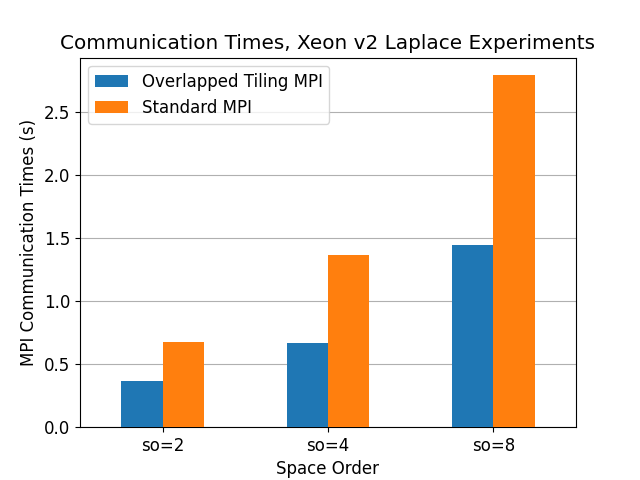 Communication Times, Xeon v2 Laplace Experiments
Overlapped Tiling MPI
Standard MPI
MPI Communication Times (s)
2.5
2.0
1.5
1.0
0.5
0.0
so=2
so=4
so=8
Space Order